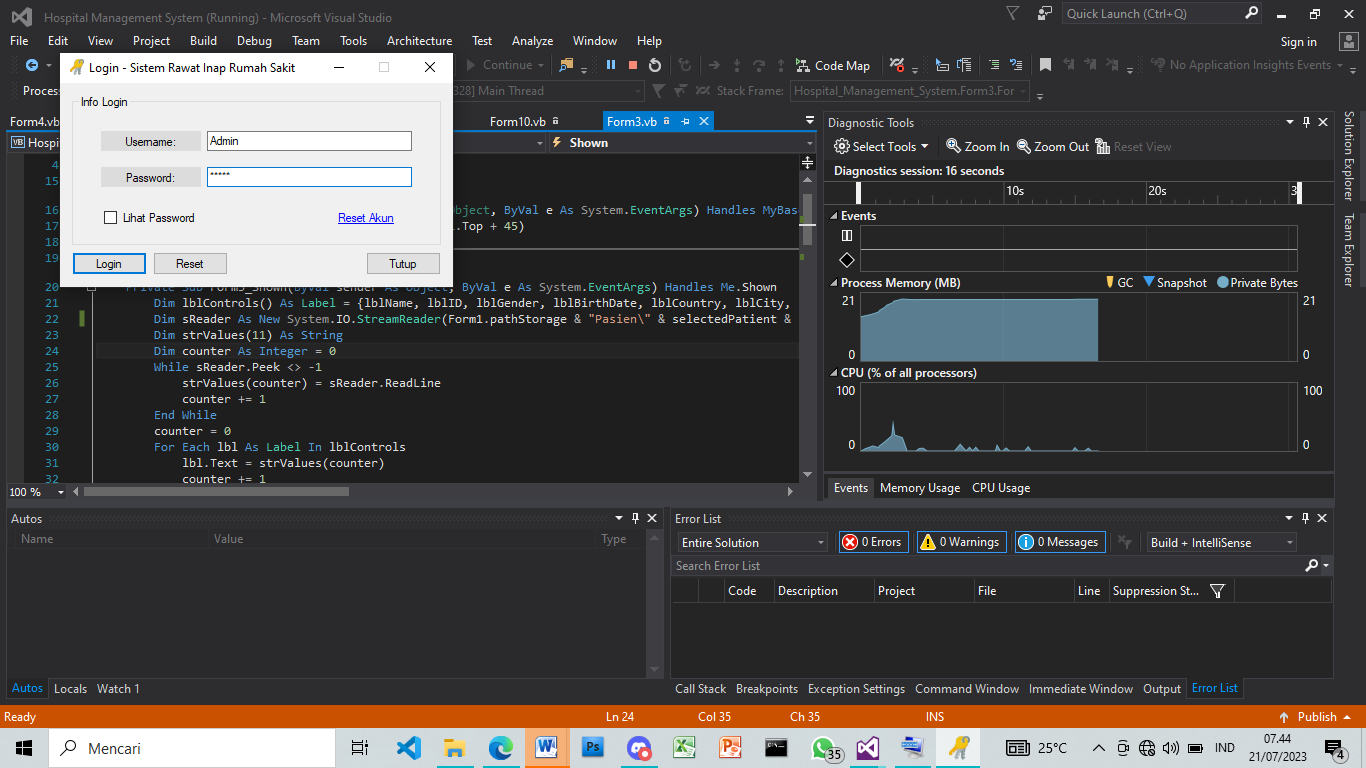 Hospital Management System (Running) - Microsoft Visual Studio
Quick Launch (Ctrl+Q)
File Edit View Project Build Debug Team Tools Architecture Test Analyze Window Help
Sign in
Login - Sistem Rawat Inap Rumah Sakit
Continue
Code Map
No Application Insights Events
Proces
328] Main Thread
Stack Frame:
Hospital_Management_System.Form3.For
Info Login
Username:
Admin
Password:
*****
Lihat Password
Reset Akun
Login
Reset
Tutup
Form4.vb
Form10.vb
Form3.vb
Hospi
Shown
4
15
16 bject, ByVal e As System.EventArgs) Handles MyBas
17 .Top + 45)
18
19
20 Private Sub Form3_Shown(ByVal sender As Object, ByVal e As System.EventArgs) Handles Me.Shown
21 Dim lblControls() As Label = {lblName, lblID, lblGender, lblBirthDate, lblCountry, lblCity,
22 Dim sReader As New System.IO.StreamReader(Form1.pathStorage & "Pasien\" & selectedPatient &
23 Dim strValues(11) As String
24 Dim counter As Integer = 0
25 While sReader.Peek <> -1
26 strValues(counter) = sReader.ReadLine
27 counter += 1
28 End While
29 counter = 0
30 For Each lbl As Label In lblControls
31 lbl.Text = strValues(counter)
32 counter += 1
100 %
Diagnostic Tools
Select Tools
Zoom In
Zoom Out
Reset View
Diagnostics session: 16 seconds
10s
20s
3
Events
Process Memory (MB)
GC
Snapshot
Private Bytes
21
21
0
0
CPU (% of all processors)
100
100
0
0
Events Memory Usage CPU Usage
Solution Explorer
Team Explorer
Autos
Name Value Type
Autos Locals Watch 1
Error List
Entire Solution
0 Errors
0 Warnings
0 Messages
Build + IntelliSense
Search Error List
Code Description Project File Line Suppression St...
Call Stack Breakpoints Exception Settings Command Window Immediate Window Output Error List
Ready
Ln 24
Col 35
Ch 35
INS
Publish
Mencari
35
25°C
IND
07.44
21/07/2023
4